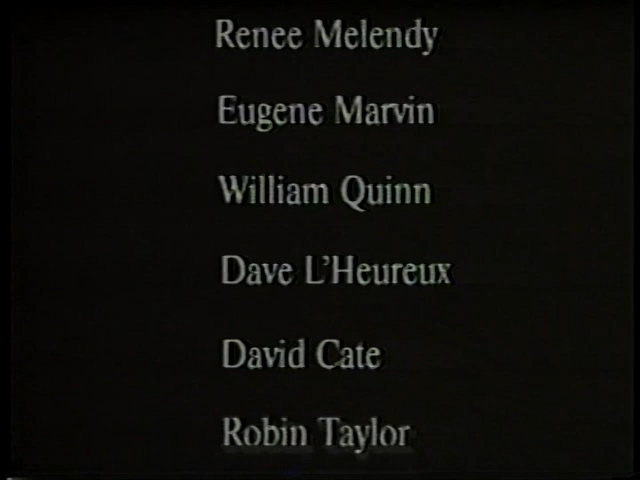 Renee Melendy
Eugene Marvin
William Quinn
Dave L'Heureux
David Cate
Robin Taylor